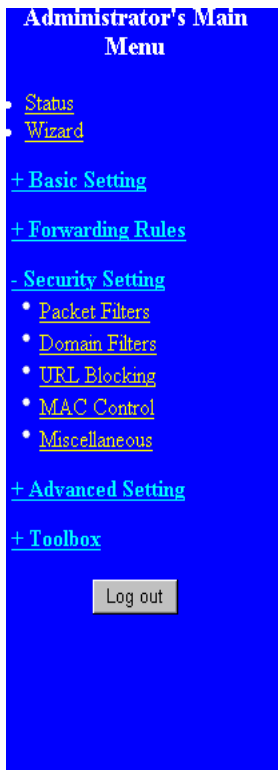 Administrator's Main
Menu
Status
Wizard
+ Basic Setting
+ Forwarding Rules
- Security Setting
Packet Filters
Domain Filters
URL Blocking
MAC Control
Miscellaneous
+ Advanced Setting
+ Toolbox
Log out